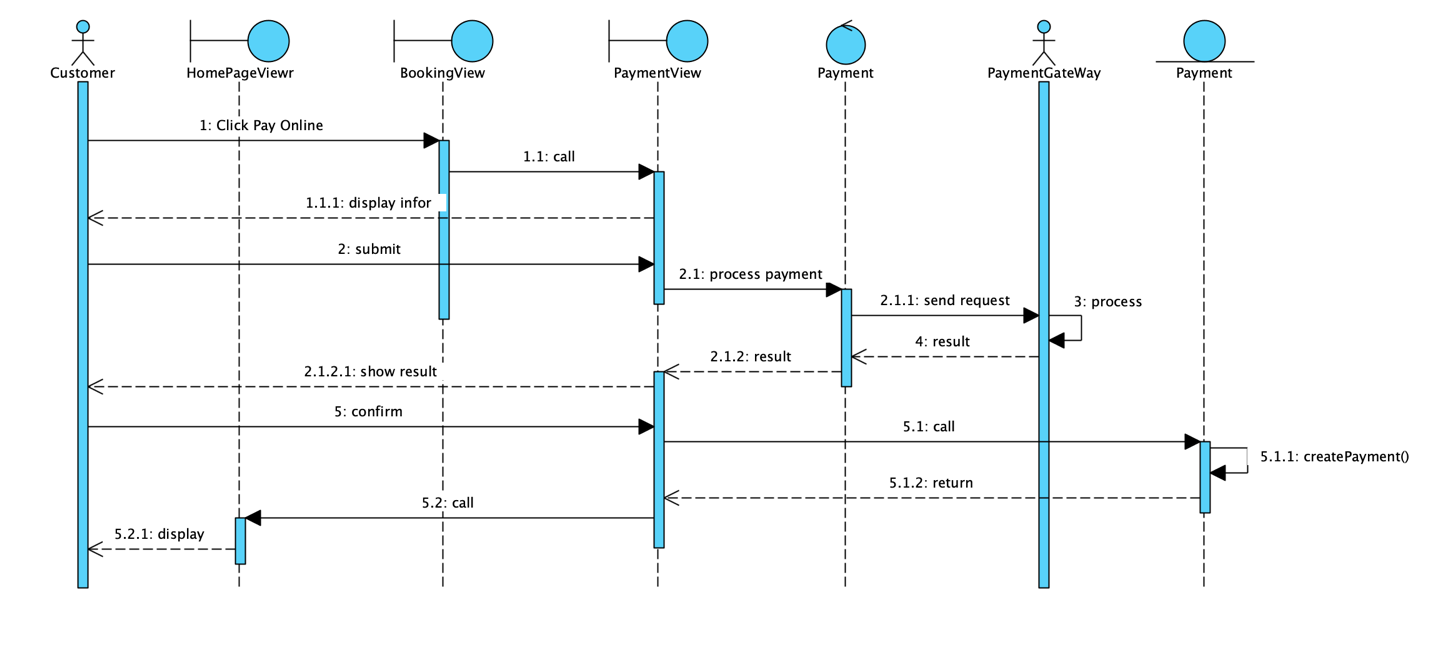 Customer
HomePageViewr
BookingView
PaymentView
Payment
PaymentGateWay
Payment
1: Click Pay Online
1.1: call
1.1.1: display infor
2: submit
2.1: process payment
2.1.1: send request
3: process
4: result
2.1.2: result
2.1.2.1: show result
5: confirm
5.1: call
5.1.1: createPayment()
5.1.2: return
5.2: call
5.2.1: display